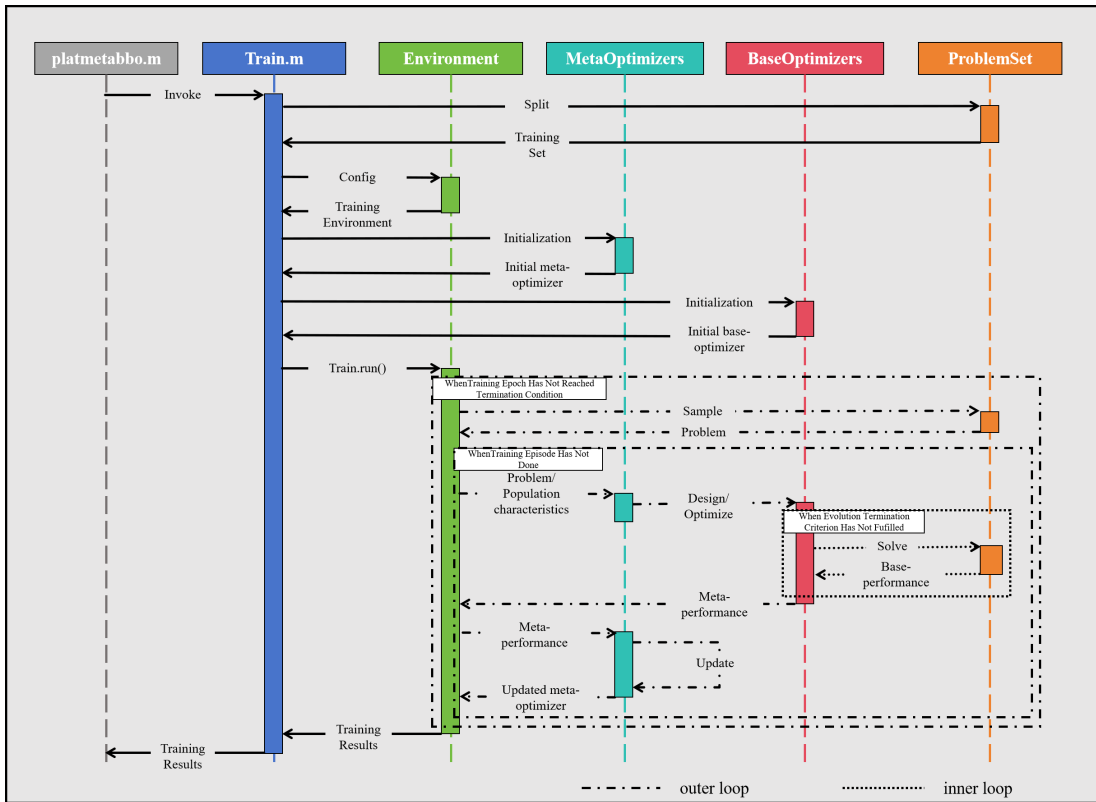 platmetabbo.m
Train.m
Environment
MetaOptimizers
BaseOptimizers
ProblemSet
Invoke
Split
Training
Set
Config
Training
Environment
Initialization
Initial meta-
optimizer
Initialization
Initial base-
optimizer
Train.run()
WhenTraining Epoch Has Not Reached
Termination Condition
Sample
Problem
WhenTraining Episode Has Not
Done
Problem/
Population
characteristics
Design/
Optimize
When Evolution Termination
Criterion Has Not Fufilled
Solve
Base-
performance
Meta-
performance
Meta-
performance
Update
Updated meta-
optimizer
Training
Results
Training
Results
outer loop
inner loop